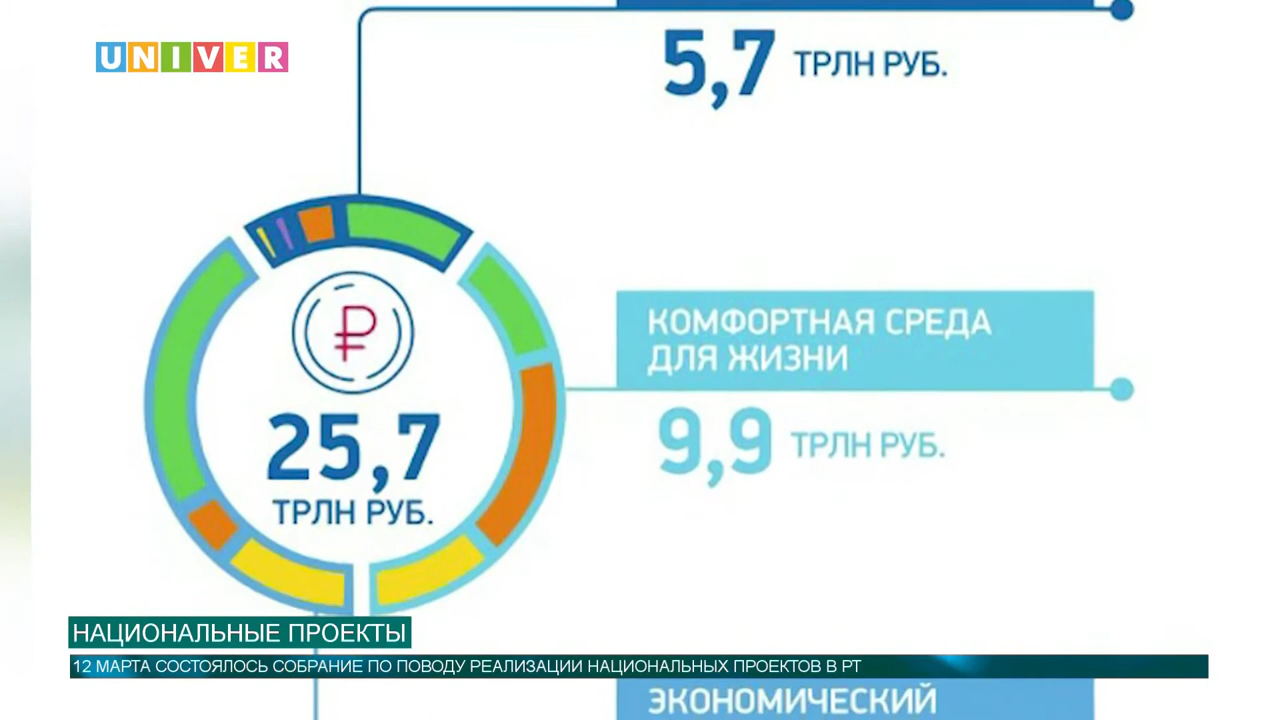 UNIVER
5,7 ТРЛН РУБ.
₽
25,7
ТРЛН РУБ.
КОМФОРТНАЯ СРЕДА
ДЛЯ ЖИЗНИ
9,9 ТРЛН РУБ.
НАЦИОНАЛЬНЫЕ ПРОЕКТЫ
12 МАРТА СОСТОЯЛОСЬ СОБРАНИЕ ПО ПОВОДУ РЕАЛИЗАЦИИ НАЦИОНАЛЬНЫХ ПРОЕКТОВ В РТ
ЭКОНОМИЧЕСКИЙ